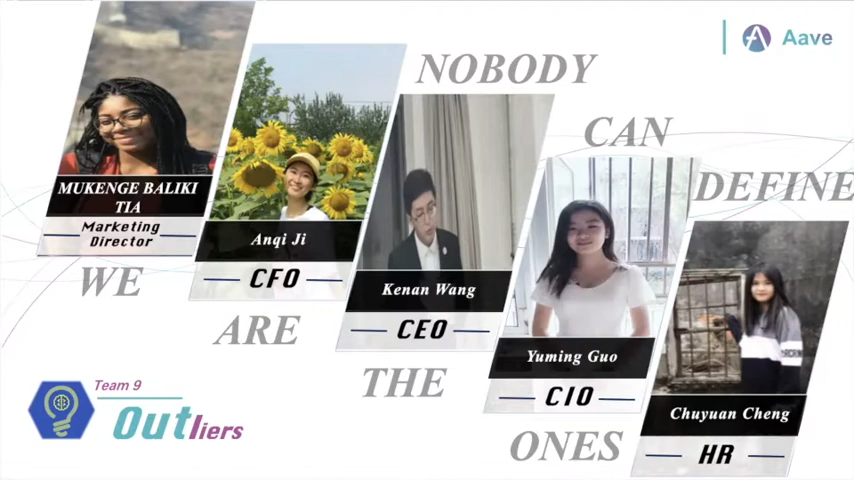 Aave
NOBODY
CAN
DEFINE
MUKENGE BALIKI
TIA
Marketing
Director
Anqi Ji
CFO
Kenan Wang
CEO
Yuming Guo
CIO
Chuyuan Cheng
HR
WE
ARE
THE
ONES
Team 9
Outliers